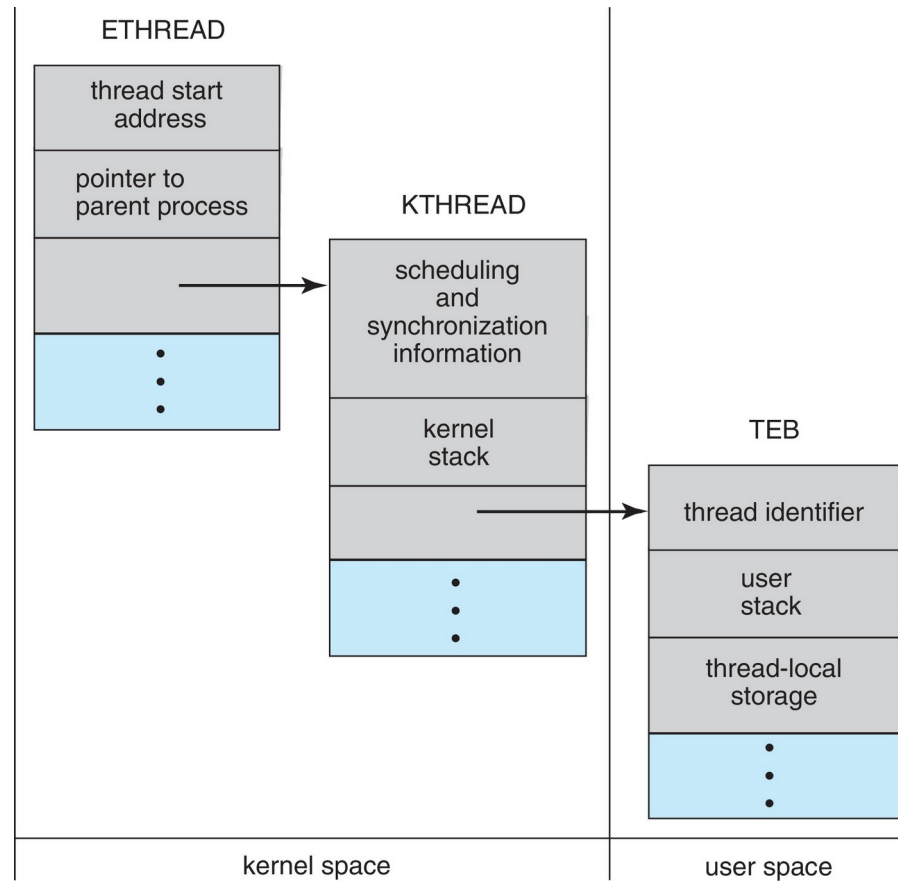 ETHREAD
thread start
address
pointer to
parent process
KTHREAD
scheduling
and
synchronization
information
kernel
stack
TEB
thread identifier
user
stack
thread-local
storage
kernel space
user space